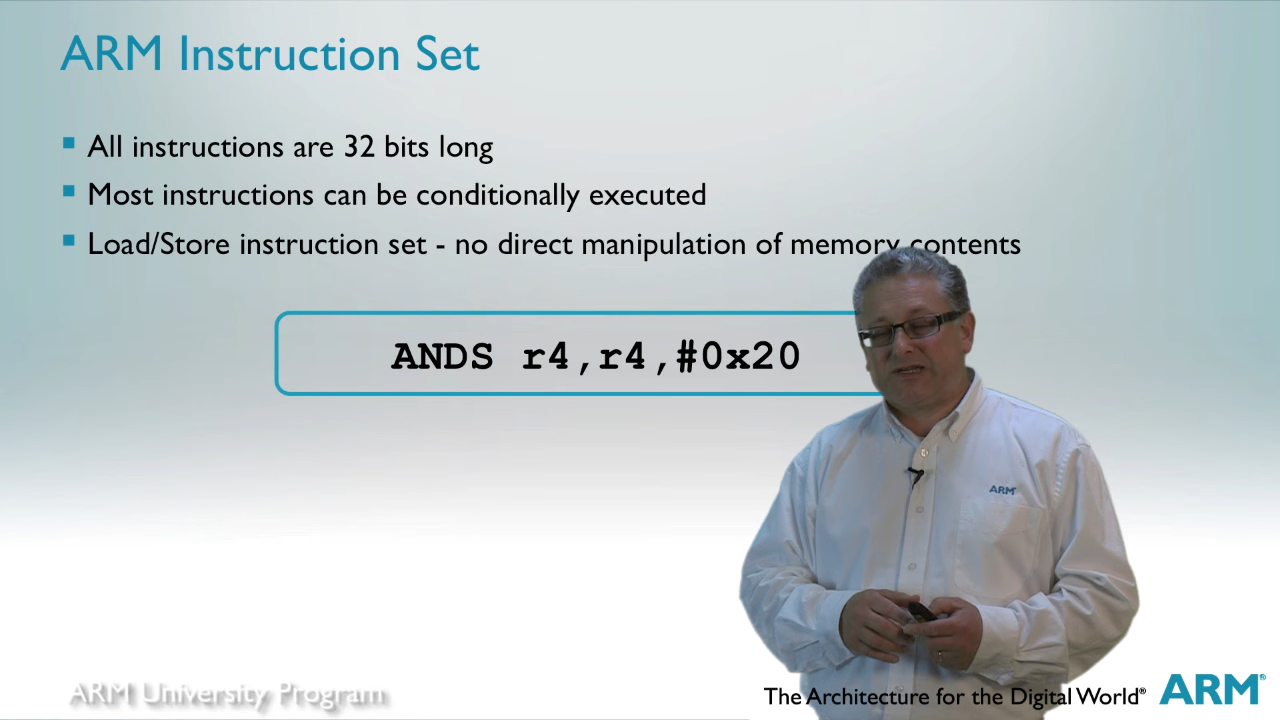 ARM Instruction Set
All instructions are 32 bits long
Most instructions can be conditionally executed
Load/Store instruction set - no direct manipulation of memory contents
ANDS r4,r4,#0x20
ARM
ARM University Program
The Architecture for the Digital World® ARM®